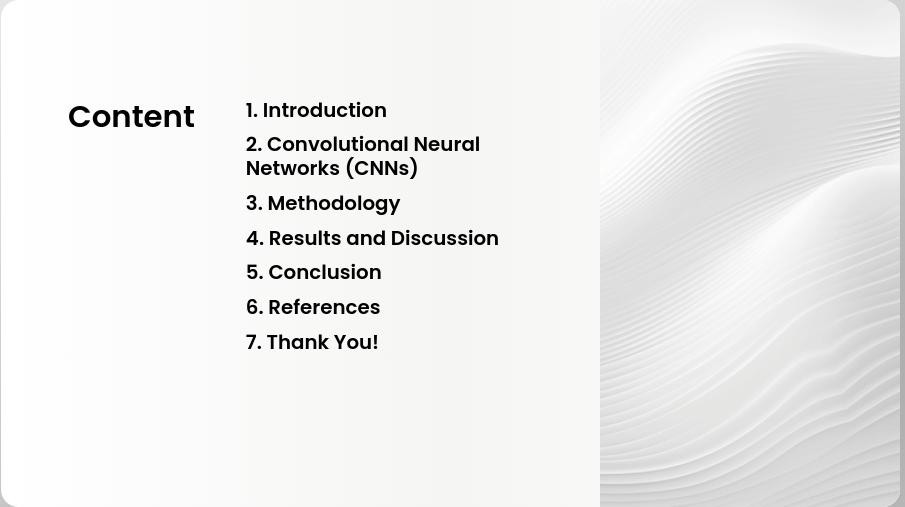 Content
1. Introduction
2. Convolutional Neural
Networks (CNNs)
3. Methodology
4. Results and Discussion
5. Conclusion
6. References
7. Thank You!